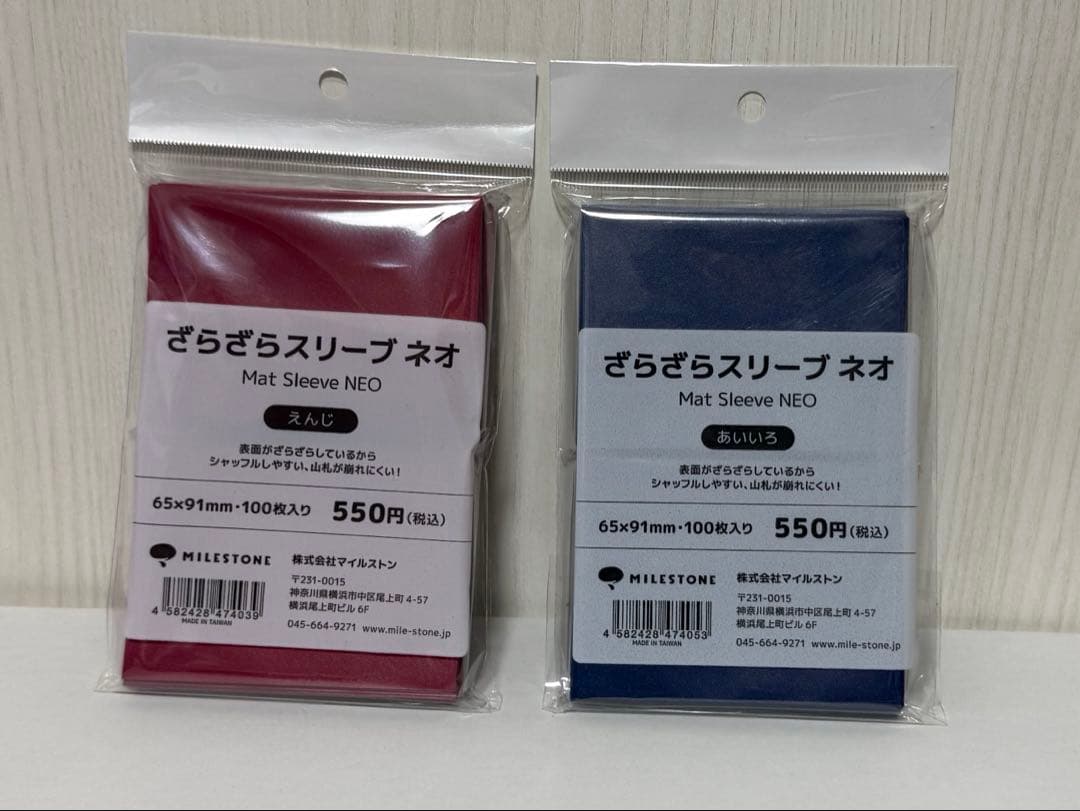 ざらざらスリーブ ネオ
Mat Sleeve NEO
えんじ
表面がざらざらしているから
シャッフルしやすい、山札が崩れにくい!
65×91mm・100枚入り 550円(税込)
MILESTONE
4 582428 474039
MADE IN TAIWAN
株式会社マイルストン
〒231-0015
神奈川県横浜市中区尾上町 4-57
横浜尾上町ビル 6F
045-664-9271 www.mile-stone.jp
ざらざらスリーブ ネオ
Mat Sleeve NEO
あいいろ
表面がざらざらしているから
シャッフルしやすい、山札が崩れにくい!
65×91mm・100枚入り 550円(税込)
MILESTONE
4 582428 474053
MADE IN TAIWAN
株式会社マイルストン
〒231-0015
神奈川県横浜市中区尾上町 4-57
横浜尾上町ビル 6F
045-664-9271 www.mile-stone.jp